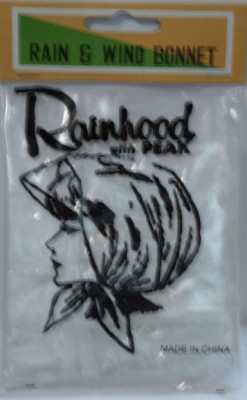 RAIN & WIND BONNET
Rainhood
with PEAK
MADE IN CHINA